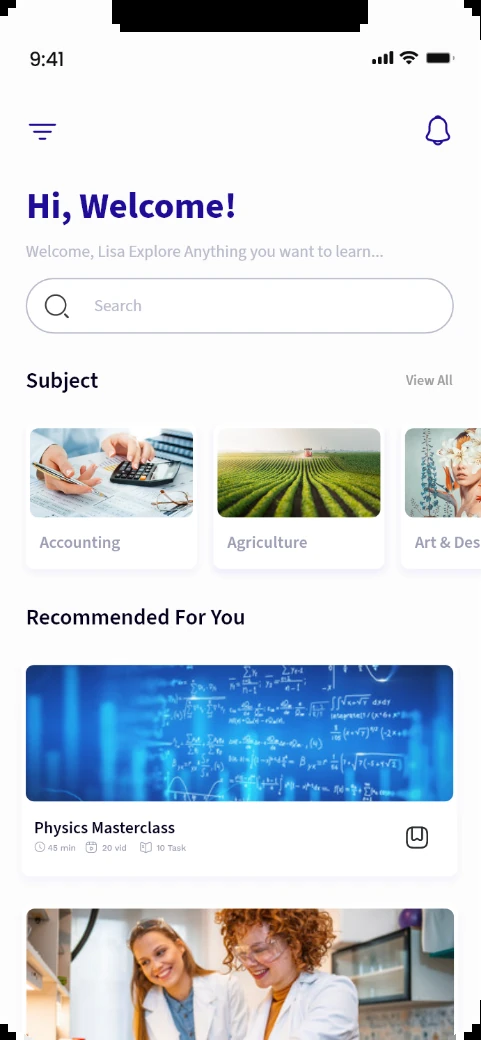 9:41
Hi, Welcome!
Welcome, Lisa Explore Anything you want to learn...
Search
Subject
View All
Accounting
Agriculture
Art & Des
Recommended For You
Physics Masterclass
45 min
20 vid
10 Task